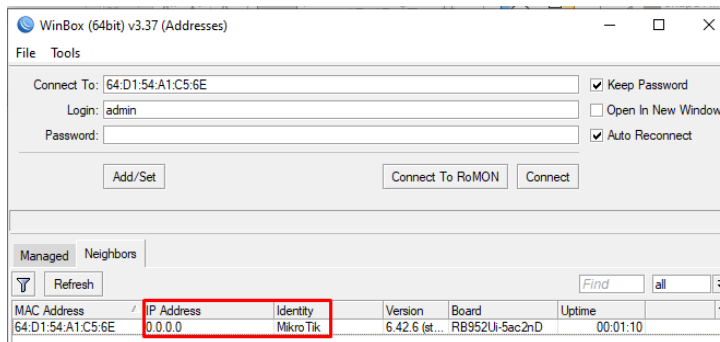 WinBox (64bit) v3.37 (Addresses)
File Tools
Connect To: 64:D1:54:A1:C5:6E
Keep Password
Login: admin
Open In New Window
Password:
Auto Reconnect
Add/Set Connect To RoMON Connect
Managed Neighbors
Refresh Find all
MAC Address IP Address Identity Version Board Uptime
64:D1:54:A1:C5:6E 0.0.0.0 MikroTik 6.42.6 (st... RB952Ui-5ac2nD 00:01:10